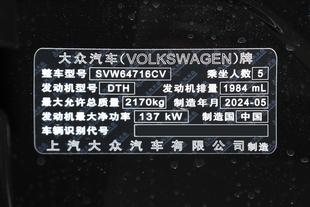 大众汽车(VOLKSWAGEN)牌
整车型号 SVW64716CV 乘坐人数 5
发动机型号 DTH 发动机排量 1984 mL
最大允许总质量 2170kg 制造年月 2024-05
发动机最大净功率 137 kW 制造国 中国
车辆识别代号
上汽大众汽车有限公司 制造